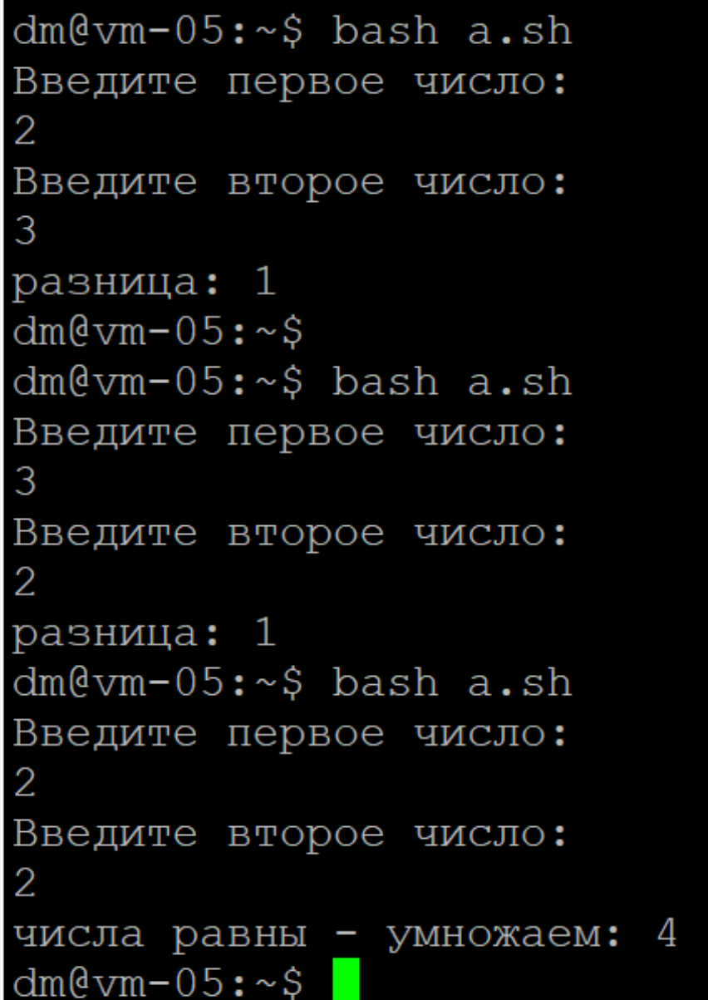 dm@vm-05:~$ bash a.sh
Введите первое число:
2
Введите второе число:
3
разница: 1
dm@vm-05:~$
dm@vm-05:~$ bash a.sh
Введите первое число:
3
Введите второе число:
2
разница: 1
dm@vm-05:~$ bash a.sh
Введите первое число:
2
Введите второе число:
2
числа равны - умножаем: 4
dm@vm-05:~$